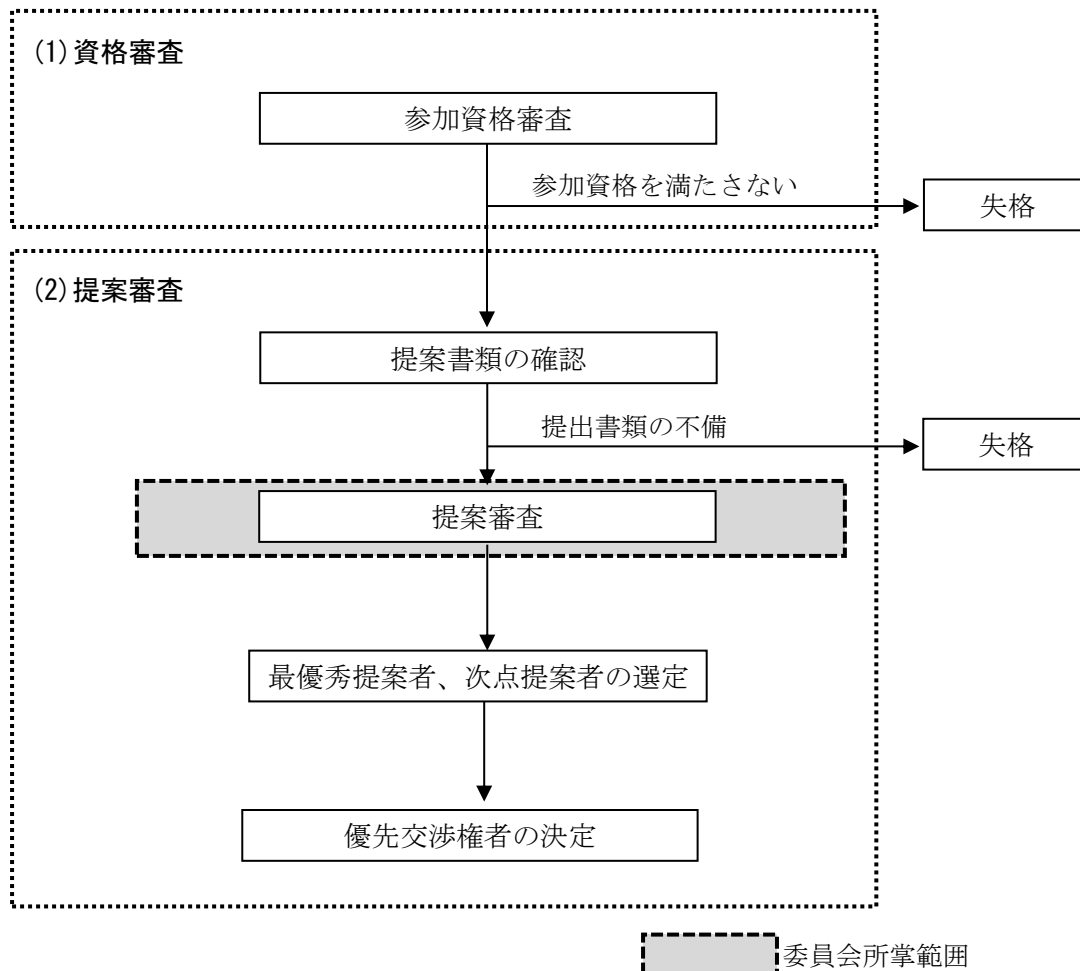 (1)資格審査
参加資格審査
参加資格を満たさない
失格
(2)提案審査
提案書類の確認
提出書類の不備
失格
提案審査
最優秀提案者、次点提案者の選定
優先交渉権者の決定
委員会所掌範囲